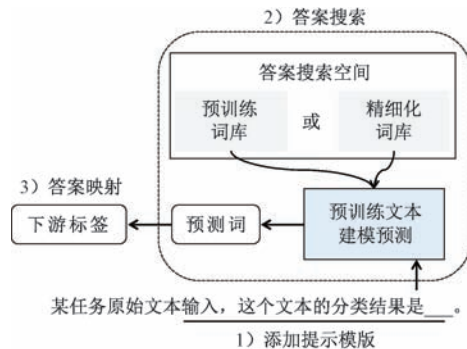 2）答案搜索
答案搜索空间
预训练
词库
或
精细化
词库
3）答案映射
下游标签
预测词
预训练文本
建模预测
某任务原始文本输入，这个文本的分类结果是___。
1）添加提示模版